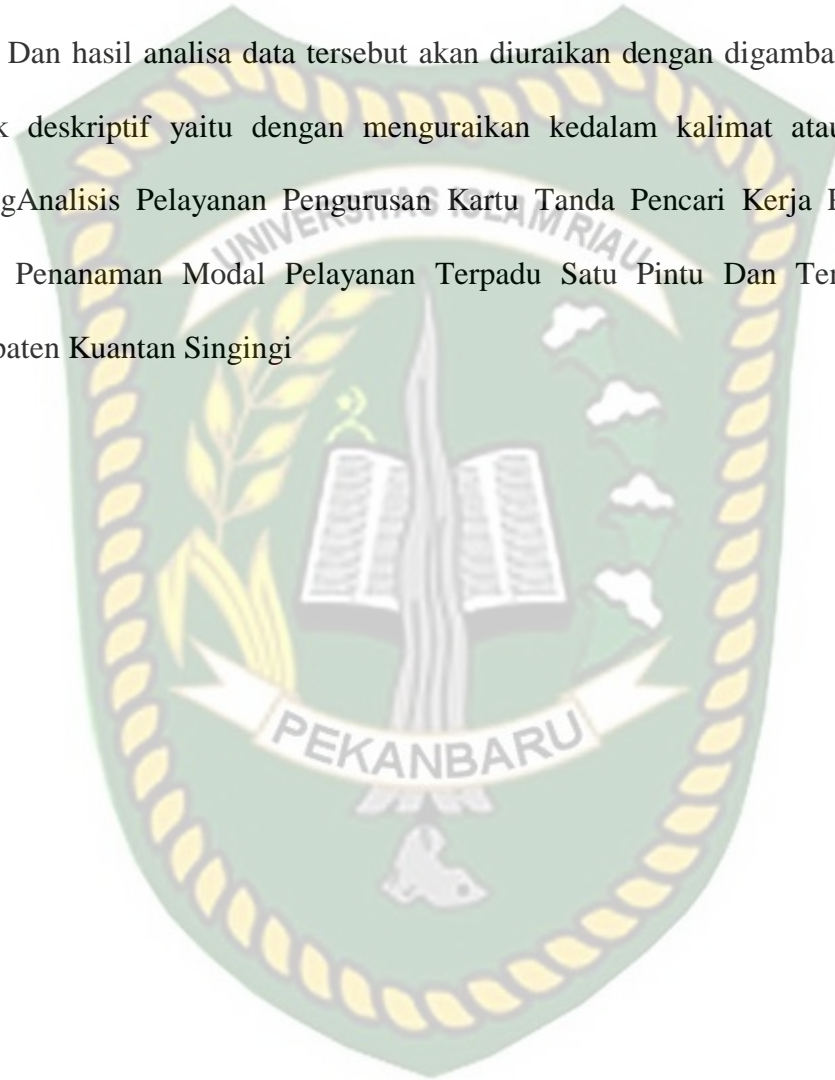 Dan hasil analisa data tersebut akan diuraikan dengan digamba
k deskriptif yaitu dengan menguraikan kedalam kalimat atau
gAnalisis Pelayanan Pengurusan Kartu Tanda Pencari Kerja
Penanaman Modal Pelayanan Terpadu Satu Pintu Dan Ter
paten Kuantan Singingi
UNIVERSITAS ISLAM RIAU
PEKANBARU